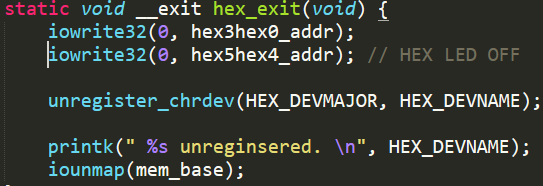 static void __exit hex_exit(void) {
iowrite32(0, hex3hex0_addr);
iowrite32(0, hex5hex4_addr); // HEX LED OFF
unregister_chrdev(HEX_DEVMAJOR, HEX_DEVNAME);
printk(" %s unreginsered. \n", HEX_DEVNAME);
iounmap(mem_base);